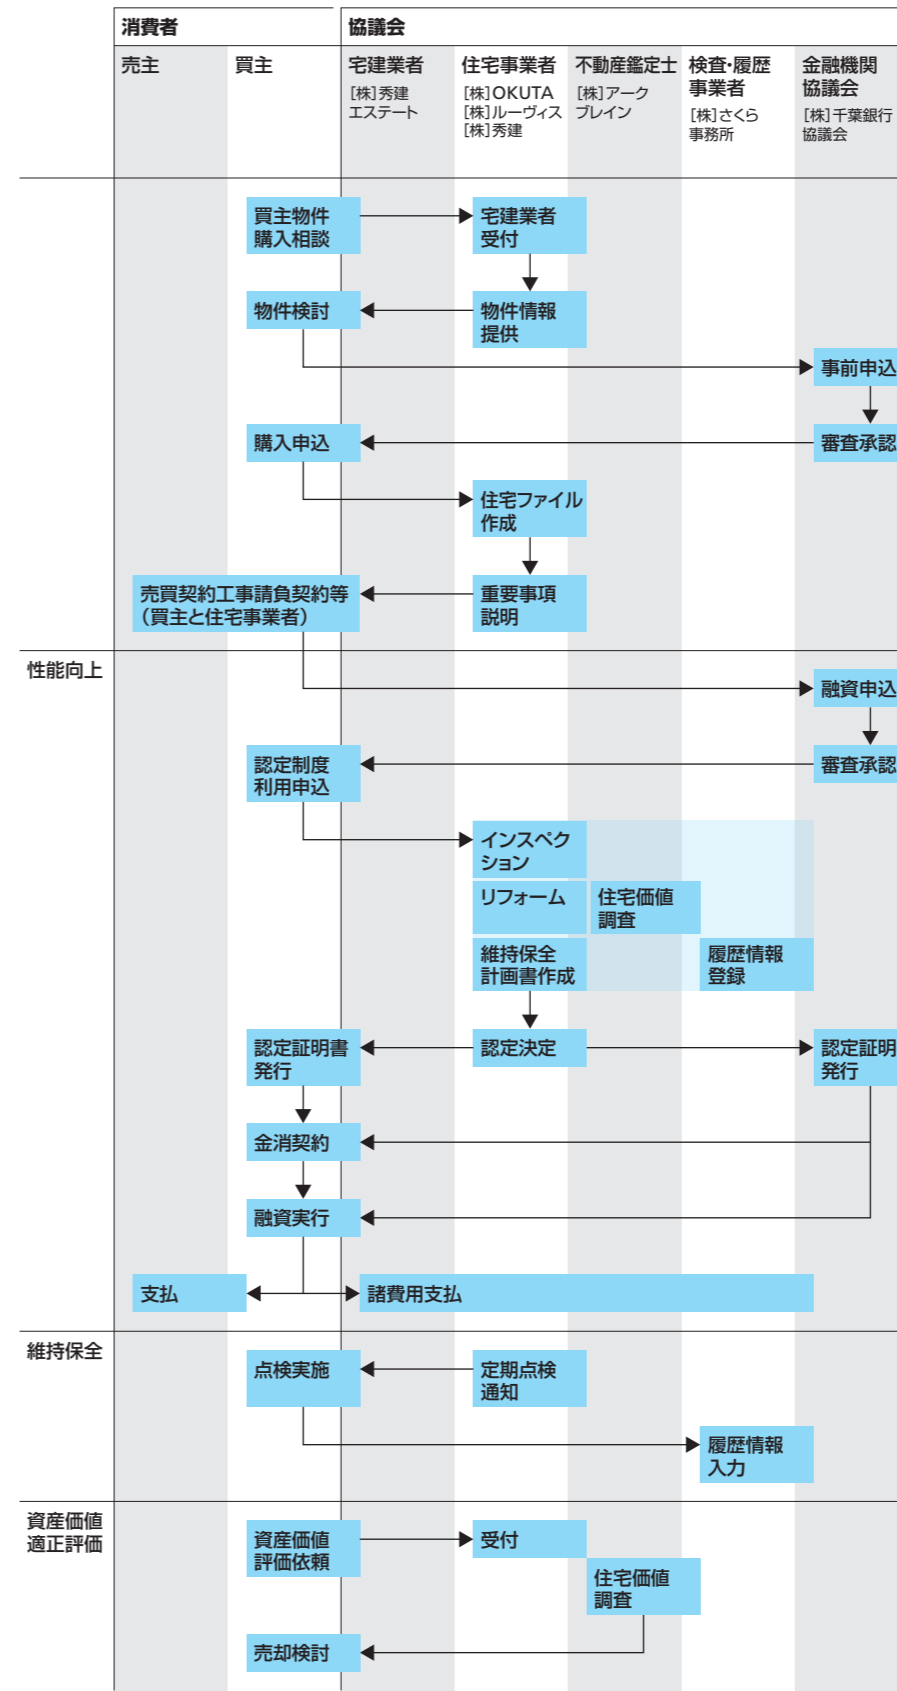 消費者
協議会
売主
買主
宅建業者
[株]秀建
エステート
住宅事業者
[株]OKUTA
[株]ルーヴィス
[株]秀建
不動産鑑定士
[株]アーク
ブレイン
検査・履歴
事業者
[株]さくら
事務所
金融機関
協議会
[株]千葉銀行
協議会
買主物件
購入相談
宅建業者
受付
物件検討
物件情報
提供
事前申込
購入申込
審査承認
住宅ファイル
作成
売買契約工事請負契約等
（買主と住宅事業者）
重要事項
説明
性能向上
融資申込
認定制度
利用申込
審査承認
インスペク
ション
リフォーム
住宅価値
調査
維持保全
計画書作成
履歴情報
登録
認定証明書
発行
認定決定
認定証明
発行
金消契約
融資実行
支払
諸費用支払
維持保全
点検実施
定期点検
通知
履歴情報
入力
資産価値
適正評価
資産価値
評価依頼
受付
住宅価値
調査
売却検討